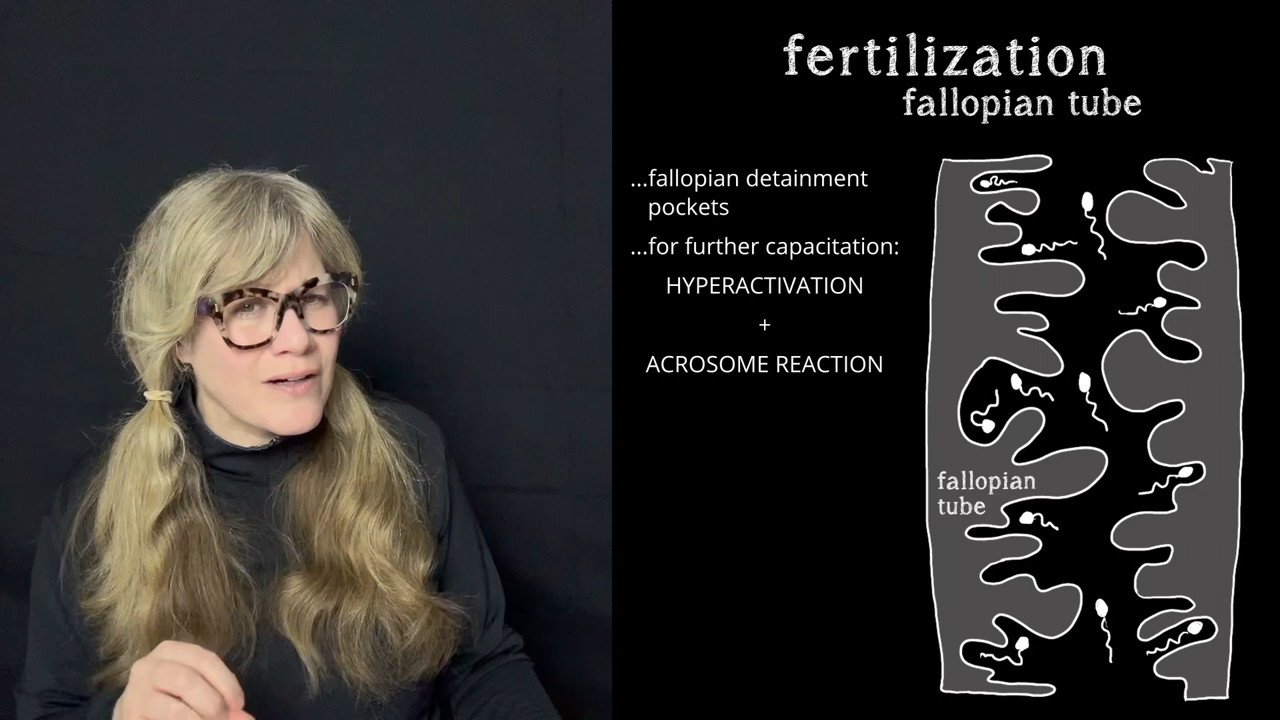 fertilization
fallopian tube
...fallopian detainment
pockets
...for further capacitation:
HYPERACTIVATION
+
ACROSOME REACTION
fallopian
tube